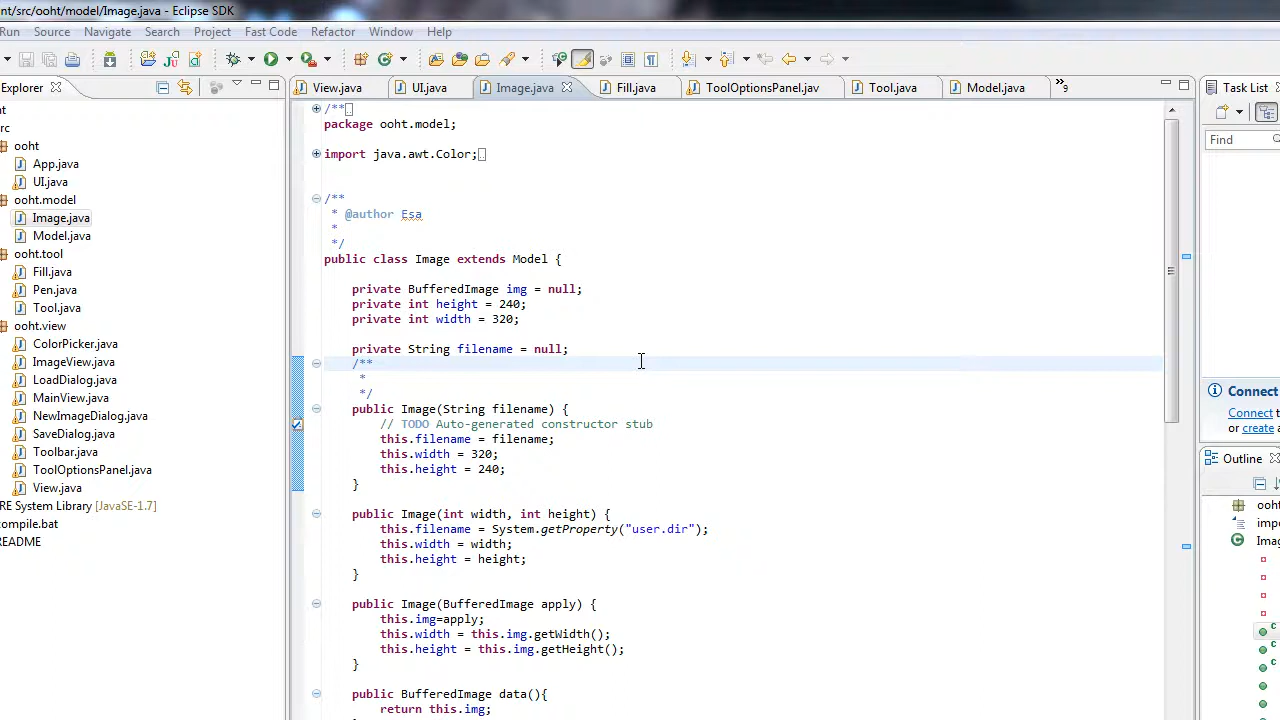 nt/src/ooht/model/Image.java - Eclipse SDK
Run Source Navigate Search Project Fast Code Refactor Window Help
Explorer
View.java UI.java Image.java Fill.java ToolOptionsPanel.jav Tool.java Model.java »9
Task List
Find
nt
rc
ooht
App.java
UI.java
ooht.model
Image.java
Model.java
ooht.tool
Fill.java
Pen.java
Tool.java
ooht.view
ColorPicker.java
ImageView.java
LoadDialog.java
MainView.java
NewImageDialog.java
SaveDialog.java
Toolbar.java
ToolOptionsPanel.java
View.java
RE System Library [JavaSE-1.7]
compile.bat
README
/**
package ooht.model;
import java.awt.Color;
/**
* @author Esa
*
*/
public class Image extends Model {
private BufferedImage img = null;
private int height = 240;
private int width = 320;
private String filename = null;
/**
*
*/
public Image(String filename) {
// TODO Auto-generated constructor stub
this.filename = filename;
this.width = 320;
this.height = 240;
}
public Image(int width, int height) {
this.filename = System.getProperty("user.dir");
this.width = width;
this.height = height;
}
public Image(BufferedImage apply) {
this.img=apply;
this.width = this.img.getWidth();
this.height = this.img.getHeight();
}
public BufferedImage data(){
return this.img;
Connect
Connect t
or create a
Outline
ooht
impo
Imag